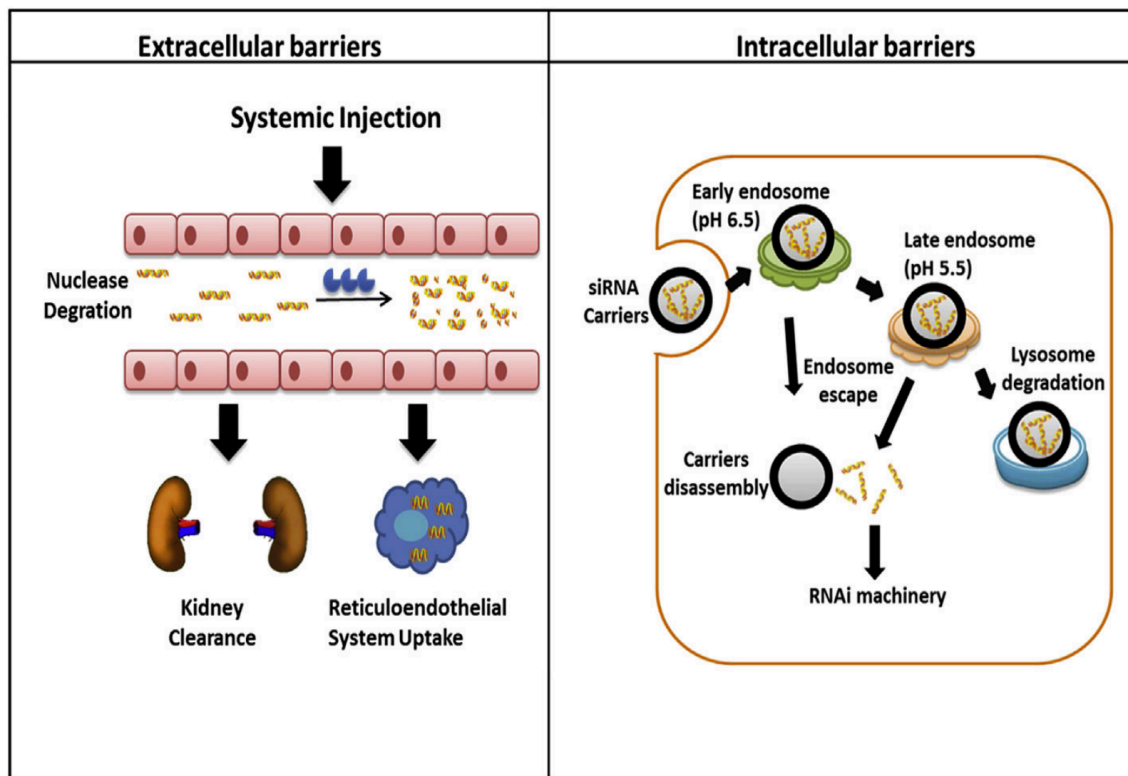 Extracellular barriers
Systemic Injection
Nuclease
Degration
Kidney
Clearance
Reticuloendothelial
System Uptake
Intracellular barriers
Early endosome
(pH 6.5)
Late endosome
(pH 5.5)
siRNA
Carriers
Lysosome
degradation
Endosome
escape
Carriers
disassembly
RNAi machinery